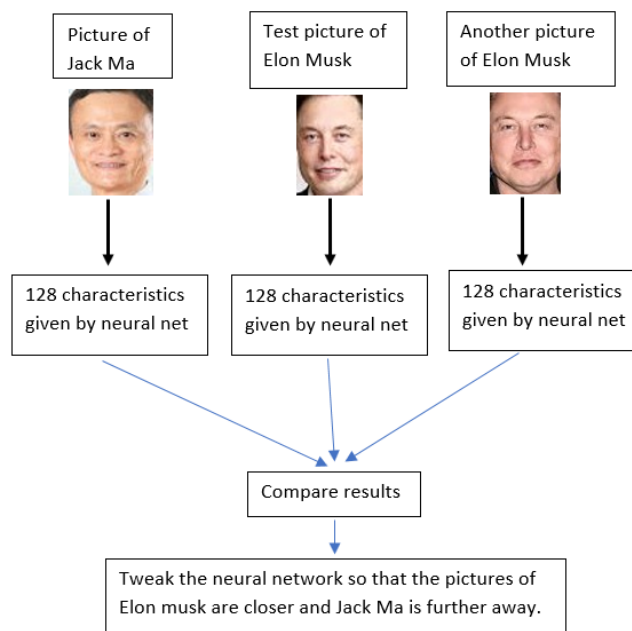 Picture of
Jack Ma
Test picture of
Elon Musk
Another picture
of Elon Musk
128 characteristics
given by neural net
128 characteristics
given by neural net
128 characteristics
given by neural net
Compare results
Tweak the neural network so that the pictures of
Elon musk are closer and Jack Ma is further away.